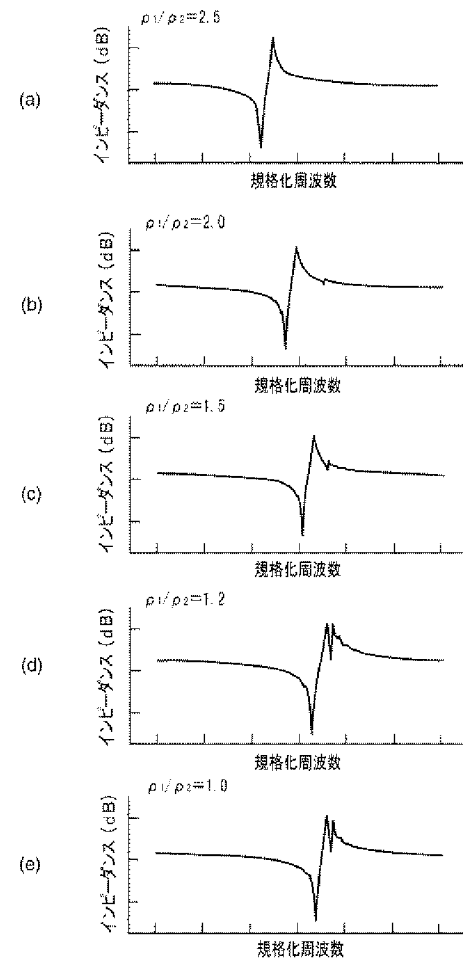 ρ1/ρ2=2.5
(a)
インピーダンス(dB)
規格化周波数
ρ1/ρ2=2.0
(b)
インピーダンス(dB)
規格化周波数
ρ1/ρ2=1.5
(c)
インピーダンス(dB)
規格化周波数
ρ1/ρ2=1.2
(d)
インピーダンス(dB)
規格化周波数
ρ1/ρ2=1.0
(e)
インピーダンス(dB)
規格化周波数